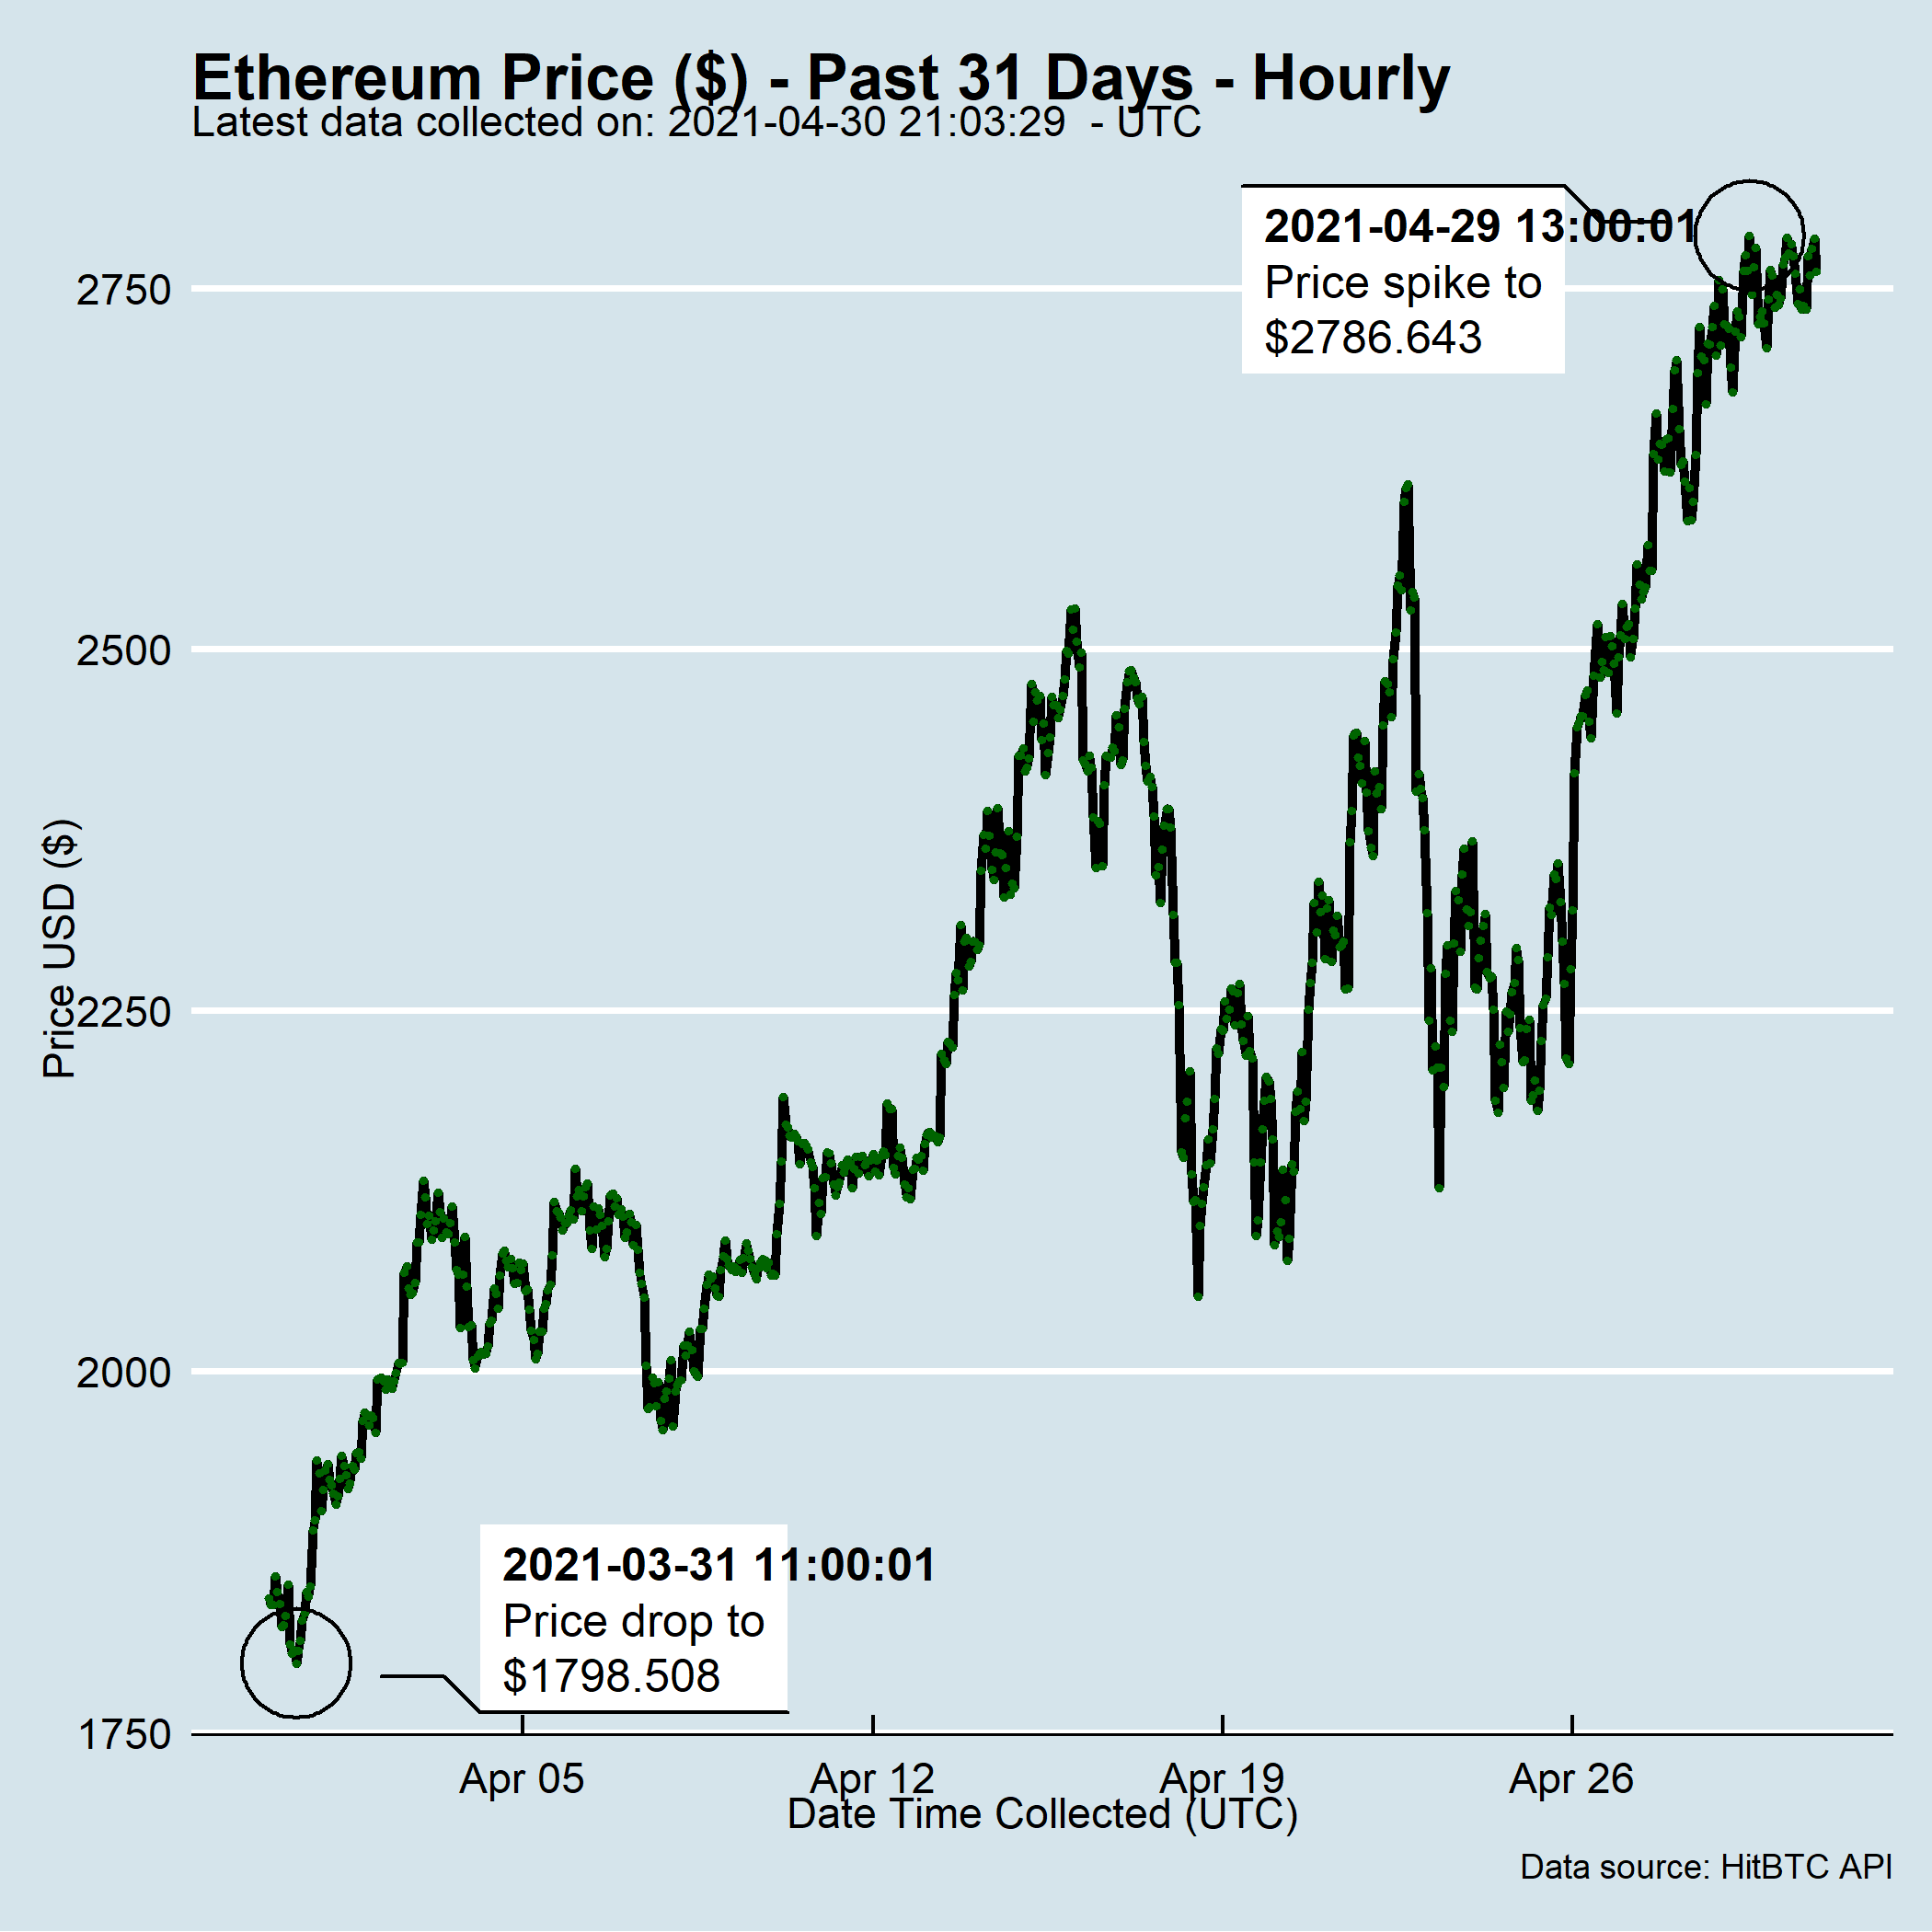 Ethereum Price ($) - Past 31 Days - Hourly
Latest data collected on: 2021-04-30 21:03:29  - UTC
2021-04-29 13:00:01
Price spike to
$2786.643
2750
2500
2250
2000
1750
Price USD ($)
2021-03-31 11:00:01
Price drop to
$1798.508
Apr 05
Apr 12
Apr 19
Apr 26
Date Time Collected (UTC)
Data source: HitBTC API